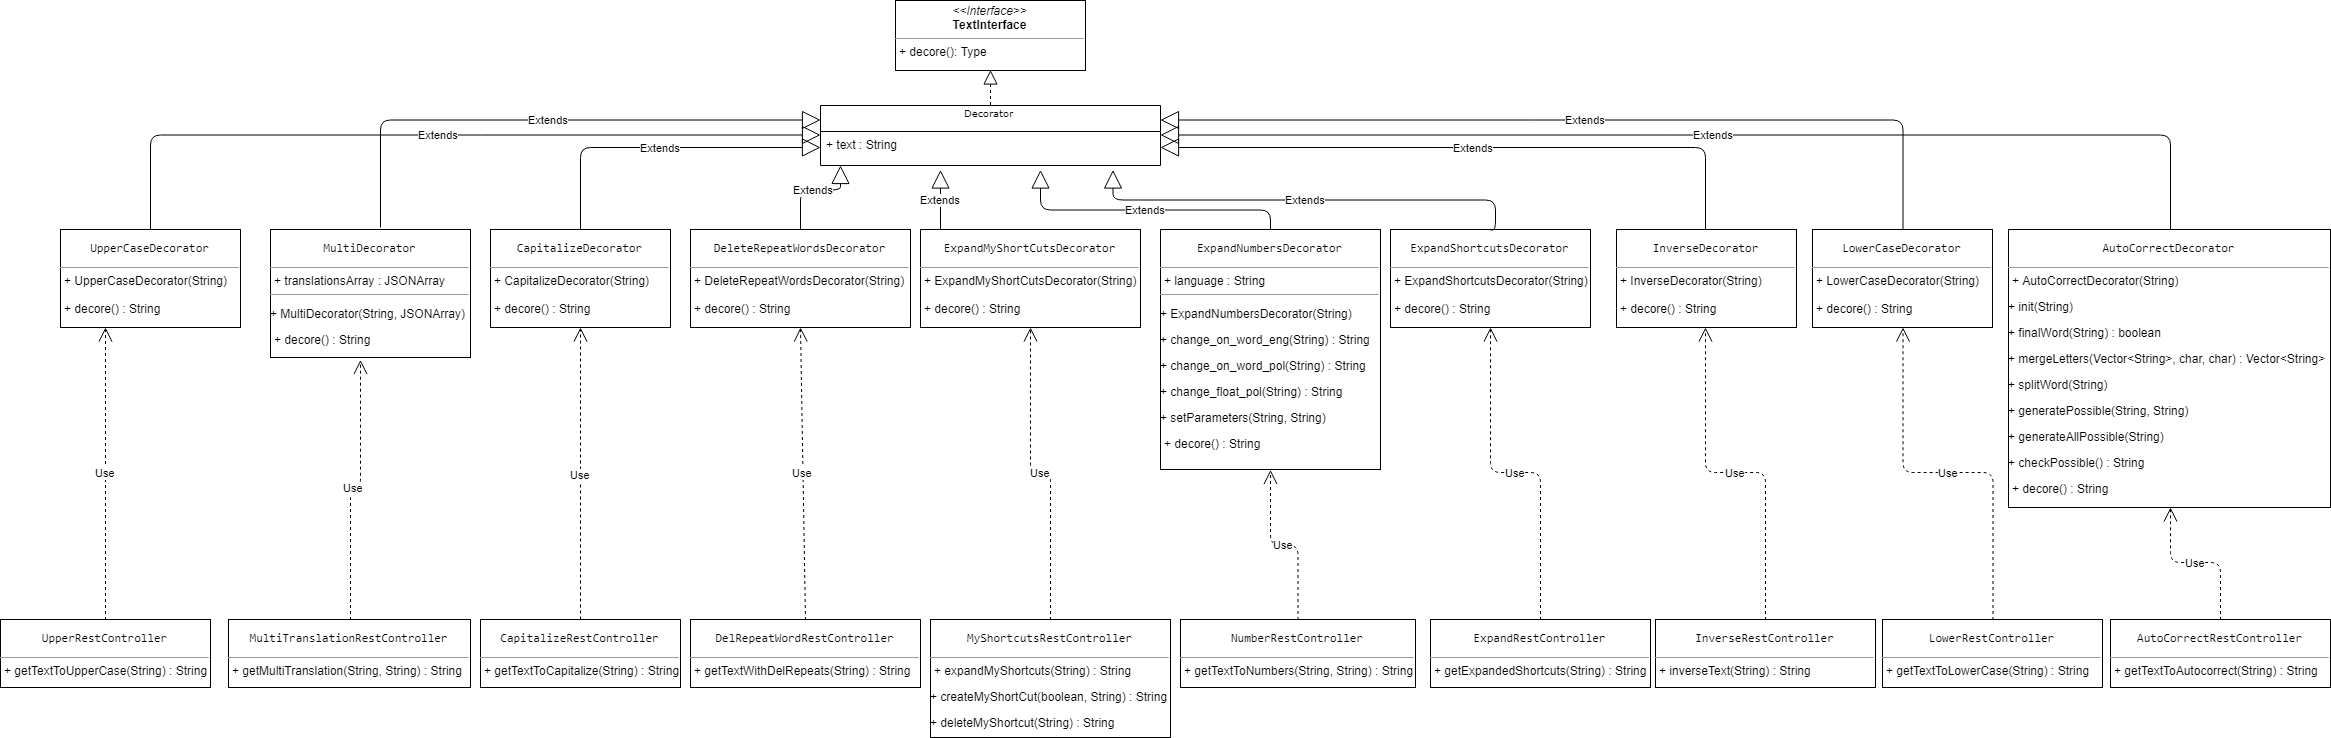 <<Interface>>
TextInterface
+ decore(): Type
Decorator
+ text : String
Extends
Extends
Extends
Extends
Extends
Extends
Extends
Extends
Extends
Extends
UpperCaseDecorator
+ UpperCaseDecorator(String)
+ decore() : String
MultiDecorator
+ translationsArray : JSONArray
+ MultiDecorator(String, JSONArray)
+ decore() : String
CapitalizeDecorator
+ CapitalizeDecorator(String)
+ decore() : String
DeleteRepeatWordsDecorator
+ DeleteRepeatWordsDecorator(String)
+ decore() : String
ExpandMyShortCutsDecorator
+ ExpandMyShortCutsDecorator(String)
+ decore() : String
ExpandNumbersDecorator
+ language : String
+ ExpandNumbersDecorator(String)
+ change_on_word_eng(String) : String
+ change_on_word_pol(String) : String
+ change_float_pol(String) : String
+ setParameters(String, String)
+ decore() : String
ExpandShortcutsDecorator
+ ExpandShortcutsDecorator(String)
+ decore() : String
InverseDecorator
+ InverseDecorator(String)
+ decore() : String
LowerCaseDecorator
+ LowerCaseDecorator(String)
+ decore() : String
AutoCorrectDecorator
+ AutoCorrectDecorator(String)
+ init(String)
+ finalWord(String) : boolean
+ mergeLetters(Vector<String>, char, char) : Vector<String>
+ splitWord(String)
+ generatePossible(String, String)
+ generateAllPossible(String)
+ checkPossible() : String
+ decore() : String
Use
Use
Use
Use
Use
Use
Use
Use
Use
Use
UpperRestController
+ getTextToUpperCase(String) : String
MultiTranslationRestController
+ getMultiTranslation(String, String) : String
CapitalizeRestController
+ getTextToCapitalize(String) : String
DelRepeatWordRestController
+ getTextWithDelRepeats(String) : String
MyShortcutsRestController
+ expandMyShortcuts(String) : String
+ createMyShortCut(boolean, String) : String
+ deleteMyShortcut(String) : String
NumberRestController
+ getTextToNumbers(String, String) : String
ExpandRestController
+ getExpandedShortcuts(String) : String
InverseRestController
+ inverseText(String) : String
LowerRestController
+ getTextToLowerCase(String) : String
AutoCorrectRestController
+ getTextToAutocorrect(String) : String